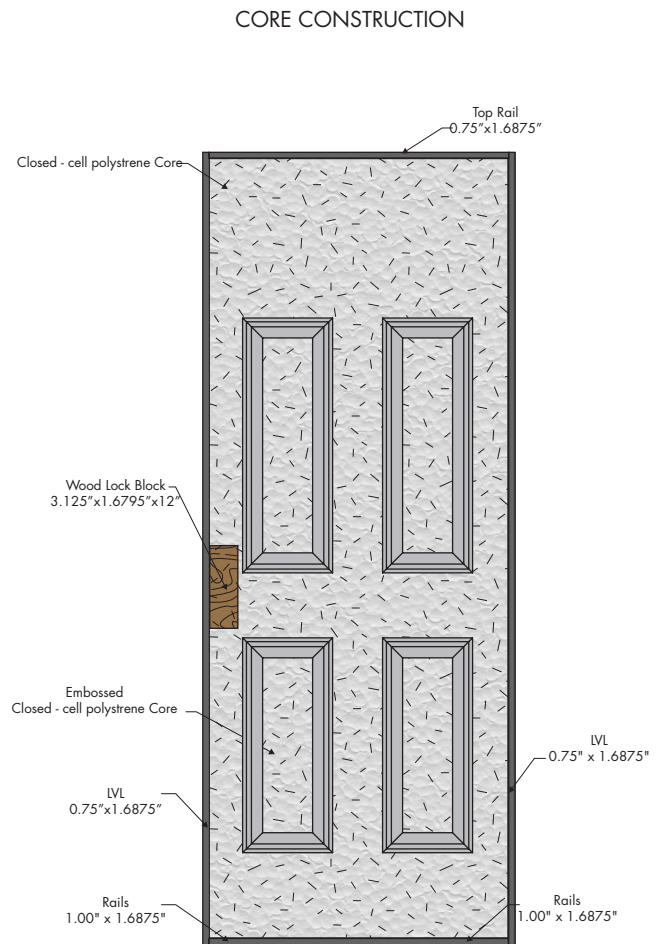 CORE CONSTRUCTION
Top Rail
0.75”x1.6875”
Closed - cell polystrene Core
Wood Lock Block
3.125”x1.6795”x12”
Embossed
Closed - cell polystrene Core
LVL
0.75" x 1.6875"
LVL
0.75”x1.6875”
Rails
1.00" x 1.6875"
Rails
1.00" x 1.6875"